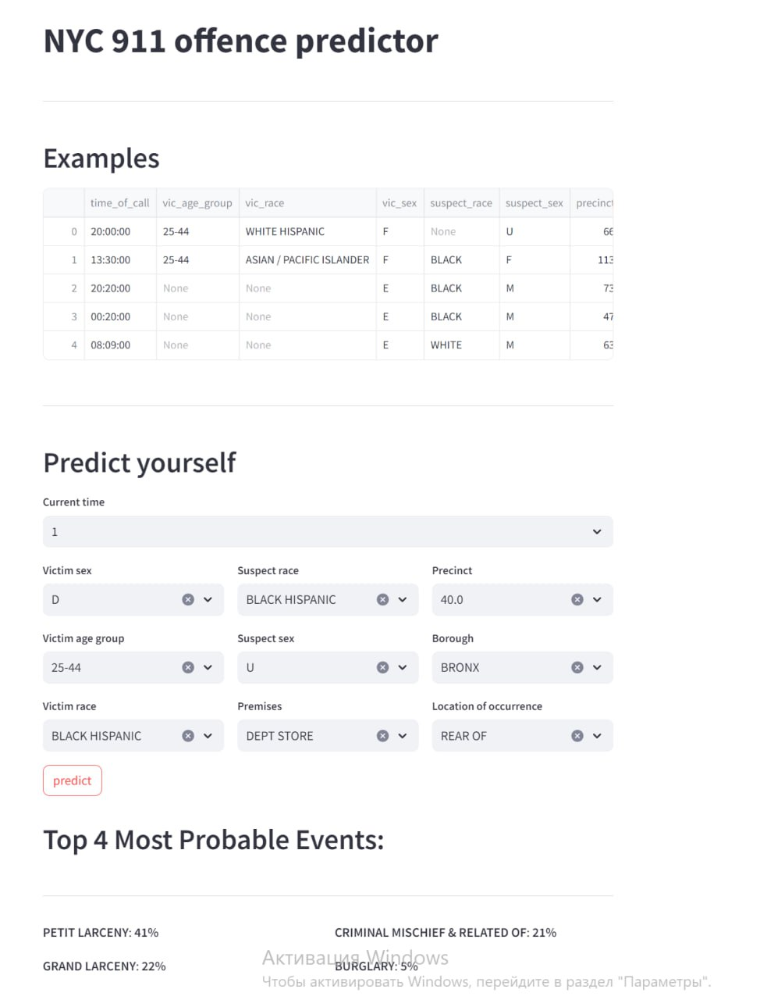 NYC 911 offence predictor
Examples
time_of_call vic_age_group vic_race vic_sex suspect_race suspect_sex precinct
0 20:00:00 25-44 WHITE HISPANIC F None U 66
1 13:30:00 25-44 ASIAN / PACIFIC ISLANDER F BLACK F 113
2 20:20:00 None None E BLACK M 73
3 00:20:00 None None E BLACK M 47
4 08:09:00 None None E WHITE M 63
Predict yourself
Current time
1
Victim sex Suspect race Precinct
D BLACK HISPANIC 40.0
Victim age group Suspect sex Borough
25-44 U BRONX
Victim race Premises Location of occurrence
BLACK HISPANIC DEPT STORE REAR OF
predict
Top 4 Most Probable Events:
PETIT LARCENY: 41% CRIMINAL MISCHIEF & RELATED OF: 21%
GRAND LARCENY: 22% BURGLARY: 5%
Активация Windows
Чтобы активировать Windows, перейдите в раздел "Параметры".